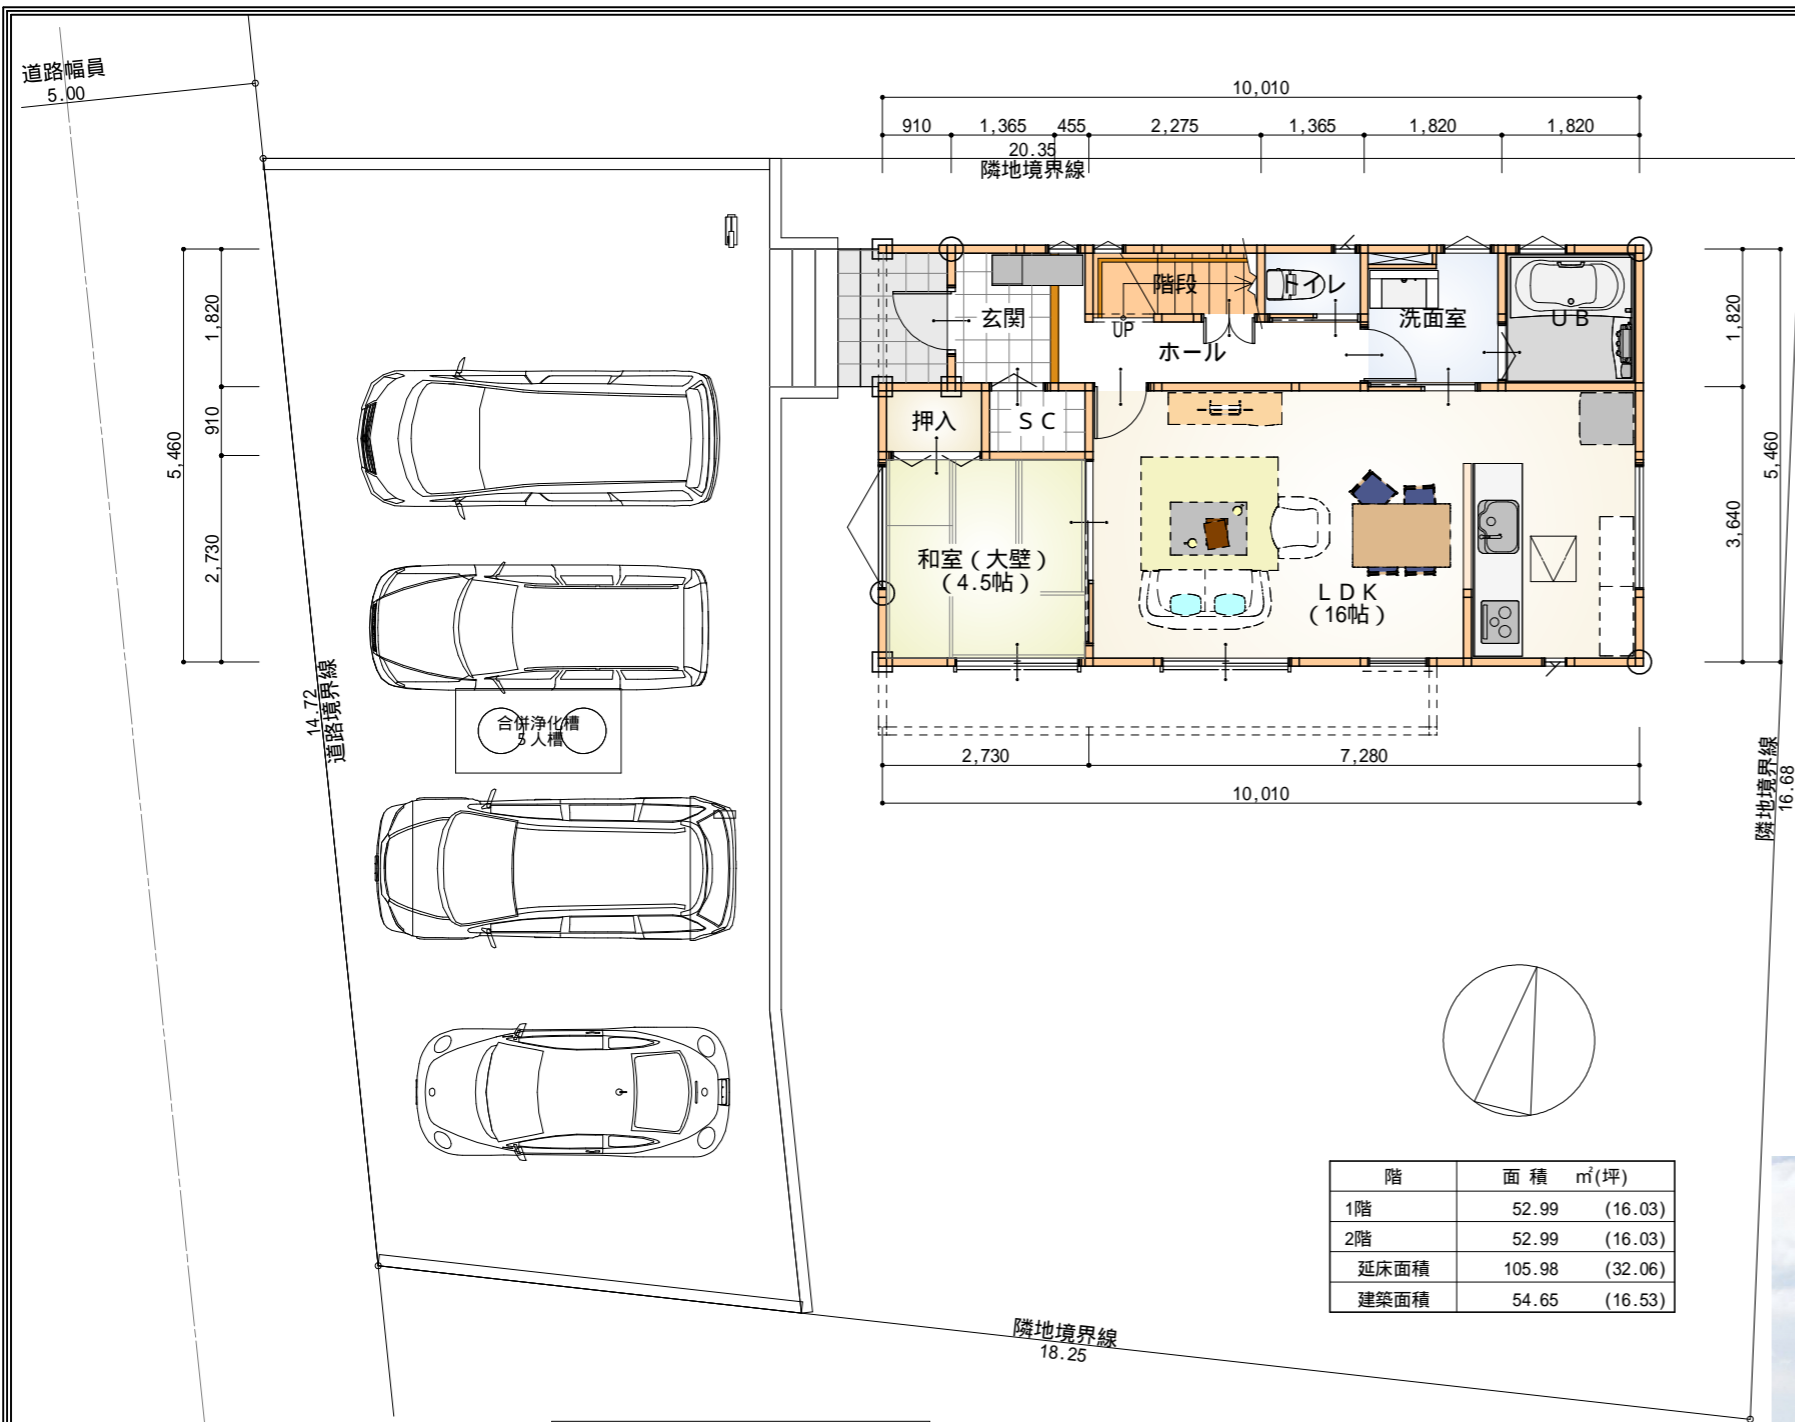 道路幅員
5.00
10,010
910 1,365 455 2,275 1,365 1,820 1,820
20.35
隣地境界線
1,820
910
2,730
5,460
階段
トイレ
玄関
UP
ホール
洗面室
UB
押入
SC
和室(大壁)
(4.5帖)
LDK
(16帖)
1,820
3,640
5,460
14.72
道路境界線
合併浄化槽
5人槽
2,730 7,280
10,010
隣地境界線
16.68
階 面 積 ㎡(坪)
1階 52.99 (16.03)
2階 52.99 (16.03)
延床面積 105.98 (32.06)
建築面積 54.65 (16.53)
隣地境界線
18.25